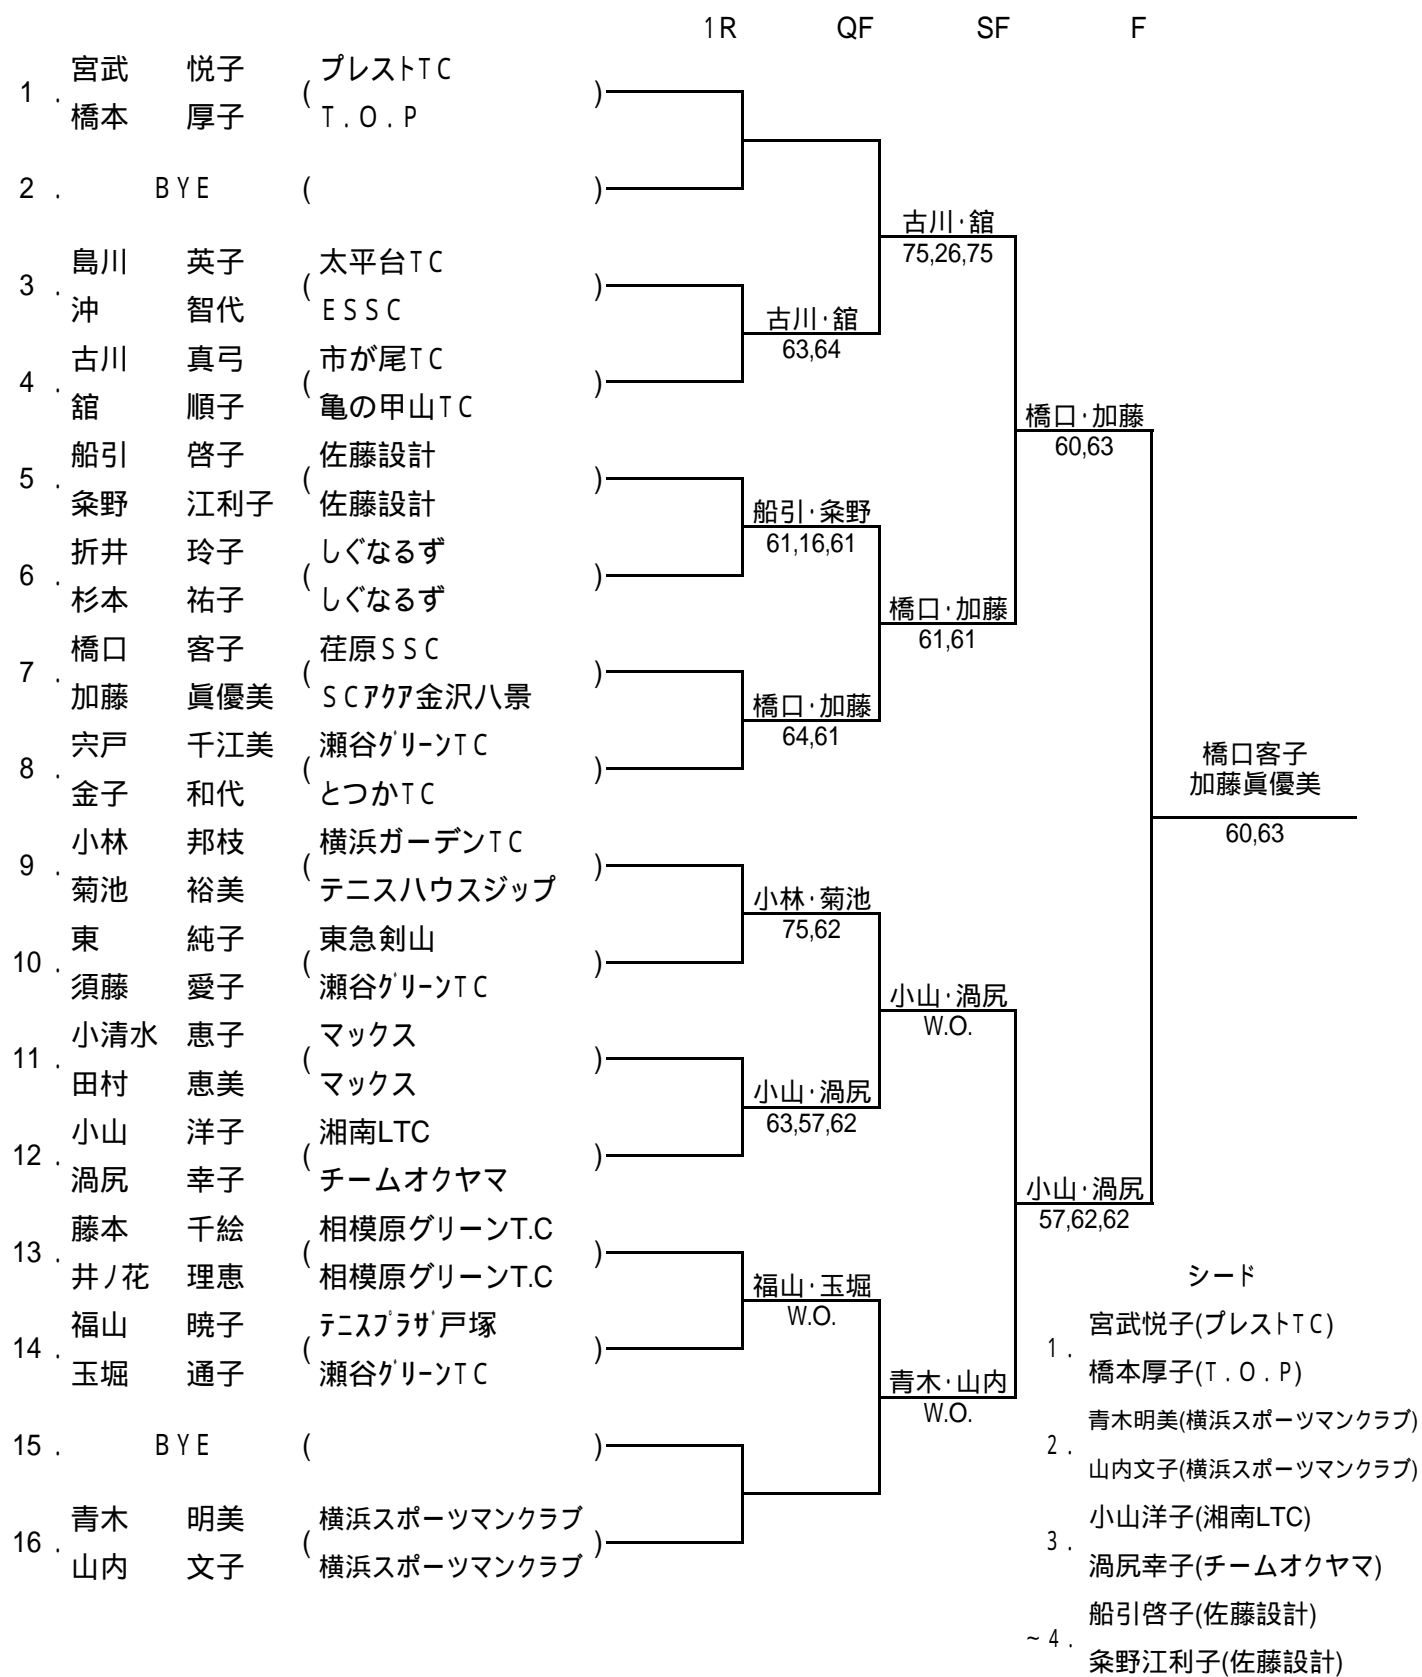 1R QF SF F
宮武 悦子 プレストTC
1 . ( )
橋本 厚子 T.O.P
2 . BYE ( )
古川・舘
75,26,75
島川 英子 太平台TC
3 . ( )
沖 智代 ESSC
古川・舘
63,64
古川 真弓 市が尾TC
4 . ( )
舘 順子 亀の甲山TC
橋口・加藤
60,63
船引 啓子 佐藤設計
5 . ( )
粂野 江利子 佐藤設計
船引・粂野
61,16,61
折井 玲子 しぐなるず
6 . ( )
杉本 祐子 しぐなるず
橋口・加藤
61,61
橋口 客子 荏原SSC
7 . ( )
加藤 眞優美 SCアクア金沢八景
橋口・加藤
64,61
宍戸 千江美 瀬谷グリーンTC
8 . ( )
金子 和代 とつかTC
橋口客子
加藤眞優美
60,63
小林 邦枝 横浜ガーデンTC
9 . ( )
菊池 裕美 テニスハウスジップ
小林・菊池
75,62
東 純子 東急剣山
10 . ( )
須藤 愛子 瀬谷グリーンTC
小山・渦尻
W.O.
小清水 恵子 マックス
11 . ( )
田村 恵美 マックス
小山・渦尻
63,57,62
小山 洋子 湘南LTC
12 . ( )
渦尻 幸子 チームオクヤマ
小山・渦尻
57,62,62
藤本 千絵 相模原グリーンT.C
13 . ( )
井ノ花 理恵 相模原グリーンT.C
福山・玉堀
W.O.
福山 暁子 テニスプラザ戸塚
14 . ( )
玉堀 通子 瀬谷グリーンTC
青木・山内
W.O.
15 . BYE ( )
青木 明美 横浜スポーツマンクラブ
16 . ( )
山内 文子 横浜スポーツマンクラブ
シード
宮武悦子(プレストTC)
1 .
橋本厚子(T.O.P)
青木明美(横浜スポーツマンクラブ)
2 .
山内文子(横浜スポーツマンクラブ)
小山洋子(湘南LTC)
3 .
渦尻幸子(チームオクヤマ)
船引啓子(佐藤設計)
~4 .
粂野江利子(佐藤設計)